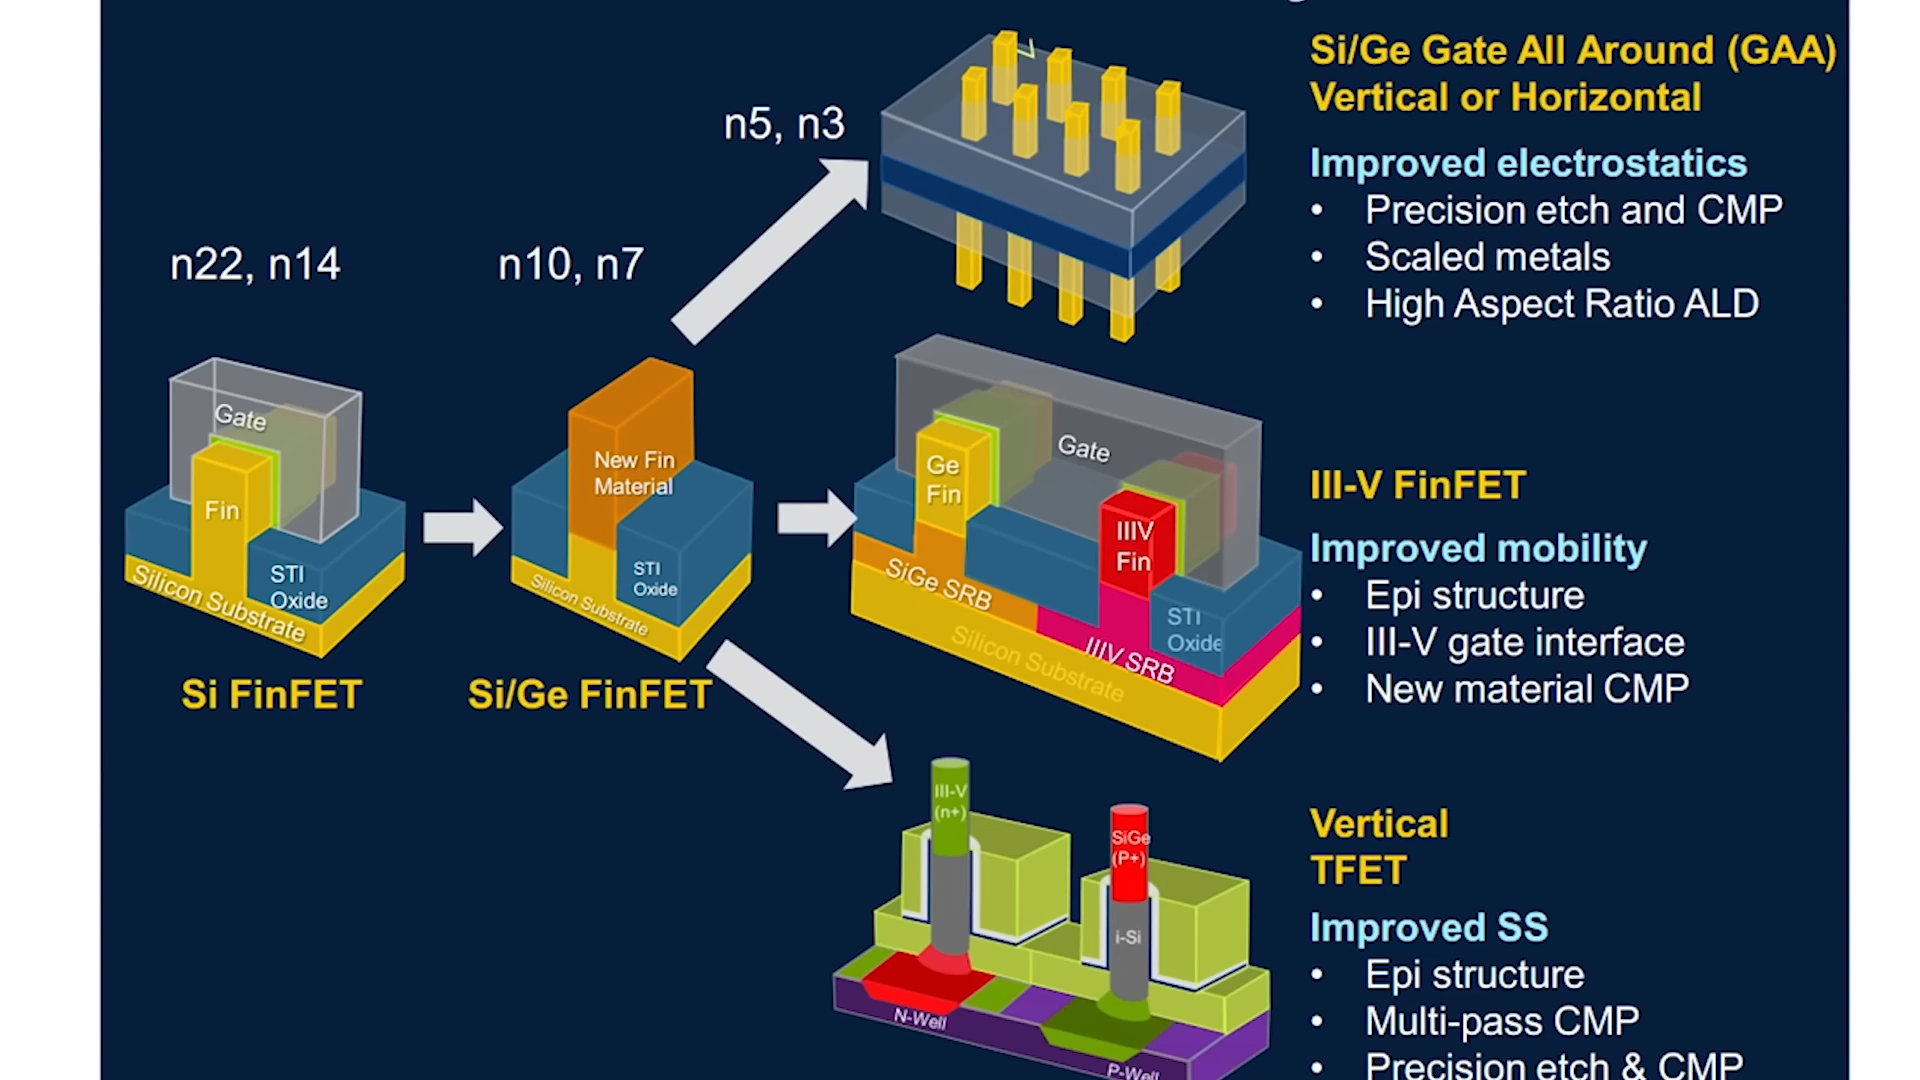 Si/Ge Gate All Around (GAA)
Vertical or Horizontal
Improved electrostatics
• Precision etch and CMP
• Scaled metals
• High Aspect Ratio ALD
n5, n3
n22, n14
n10, n7
Gate
Fin
STI
Oxide
Silicon Substrate
Si FinFET
New Fin
Material
STI
Oxide
Silicon Substrate
Si/Ge FinFET
Gate
Ge
Fin
IIIV
Fin
SiGe SRB
STI
Oxide
IIIV SRB
Silicon Substrate
III-V FinFET
Improved mobility
• Epi structure
• III-V gate interface
• New material CMP
III-V
(n+)
SiGe
(P+)
i-Si
N-Well
P-Well
Vertical
TFET
Improved SS
• Epi structure
• Multi-pass CMP
• Precision etch & CMP